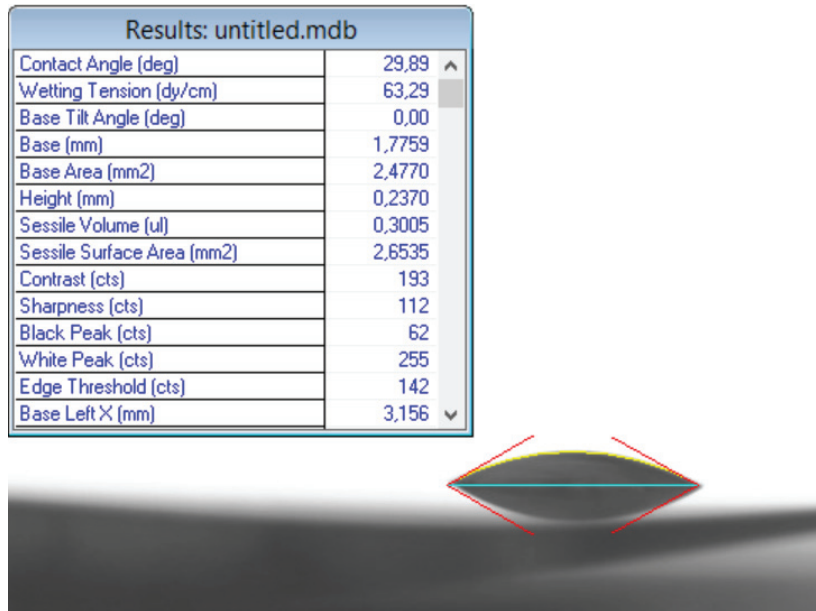 Results: untitled.mdb
Contact Angle (deg) 29,89
Wetting Tension (dy/cm) 63,29
Base Tilt Angle (deg) 0,00
Base (mm) 1,7759
Base Area (mm2) 2,4770
Height (mm) 0,2370
Sessile Volume (ul) 0,3005
Sessile Surface Area (mm2) 2,6535
Contrast (cts) 193
Sharpness (cts) 112
Black Peak (cts) 62
White Peak (cts) 255
Edge Threshold (cts) 142
Base Left X (mm) 3,156